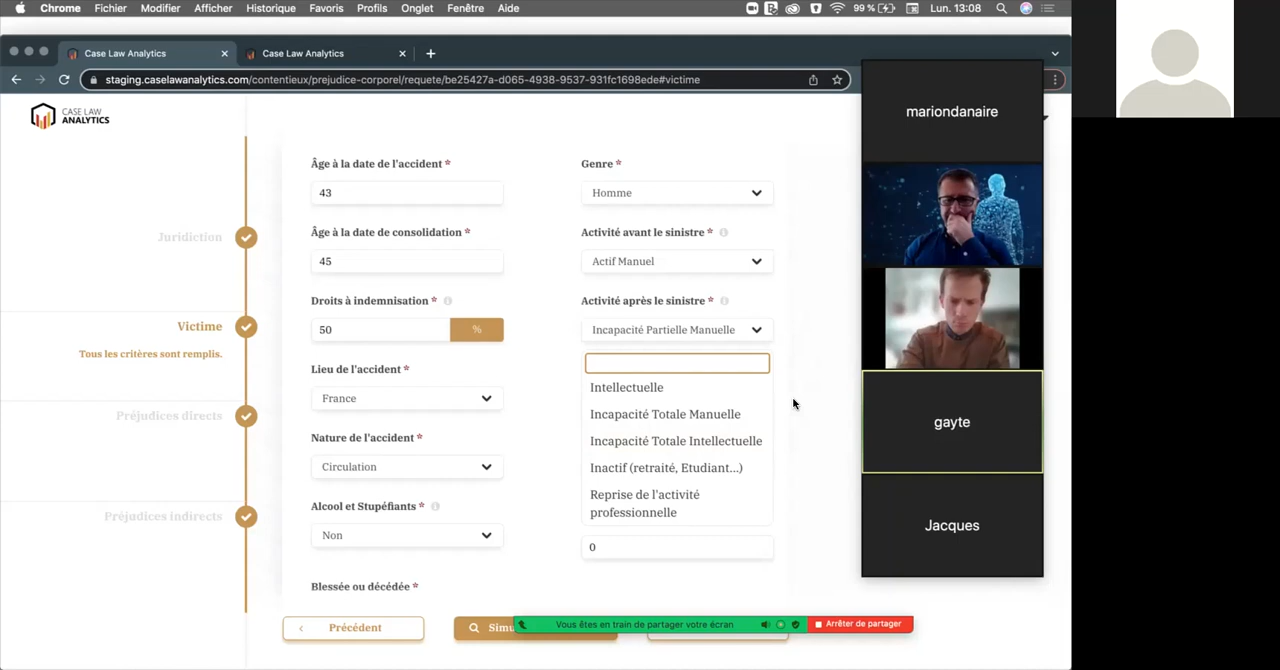 Chrome Fichier Modifier Afficher Historique Favoris Profils Onglet Fenêtre Aide
99 % Lun. 13:08
Case Law Analytics
Case Law Analytics
staging.caselawanalytics.com/contentieux/prejudice-corporel/requete/be25427a-d065-4938-9537-931fc1698ede#victime
CASE LAW
ANALYTICS
Juridiction
Victime
Tous les critères sont remplis.
Préjudices directs
Préjudices indirects
Âge à la date de l'accident *
43
Âge à la date de consolidation *
45
Droits à indemnisation *
50 %
Lieu de l'accident *
France
Nature de l'accident *
Circulation
Alcool et Stupéfiants *
Non
Blessée ou décédée *
Genre *
Homme
Activité avant le sinistre *
Actif Manuel
Activité après le sinistre *
Incapacité Partielle Manuelle
Intellectuelle
Incapacité Totale Manuelle
Incapacité Totale Intellectuelle
Inactif (retraité, Etudiant...)
Reprise de l'activité
professionnelle
0
Précédent
Simu
Vous êtes en train de partager votre écran
Arrêter de partager
mariondanaire
gayte
Jacques